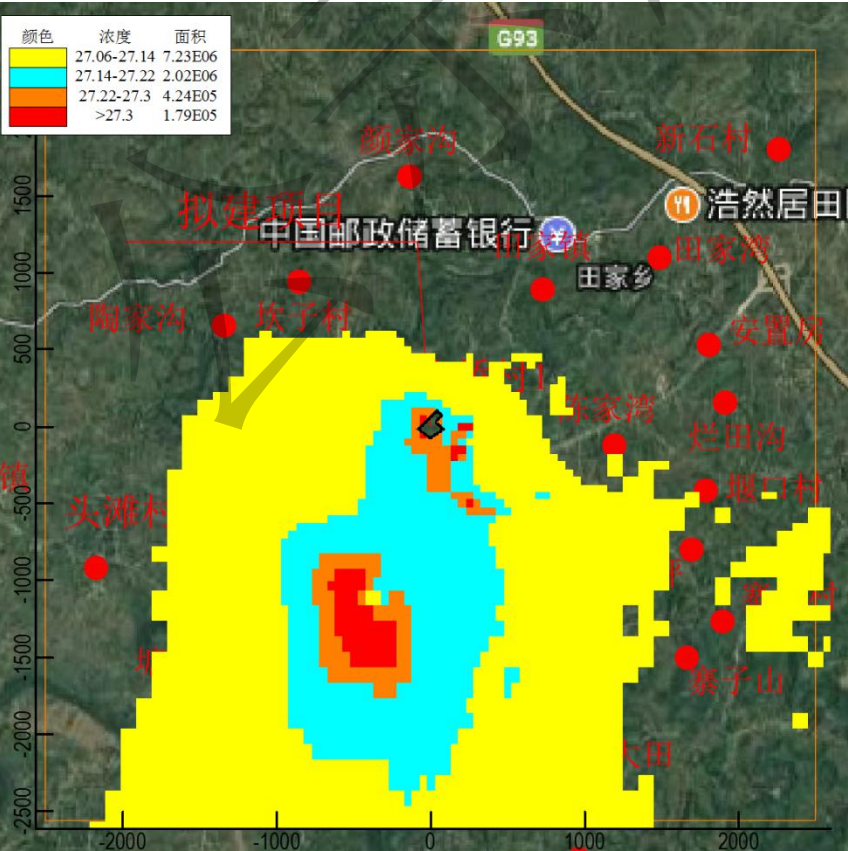 颜色 浓度 面积
27.06-27.14 7.23E06
27.14-27.22 2.02E06
27.22-27.3 4.24E05
>27.3 1.79E05
G93
颜家沟
新石村
拟建项目
中国邮政储蓄银行
浩然居田
田家镇
田家湾
田家乡
陶家沟
坎子村
安置房
陈家湾
烂田沟
镇
头滩村
堰口村
村
寨子山
大田
1500
1000
500
0
-500
-1000
-1500
-2000
-2500
-2000 -1000 0 1000 2000